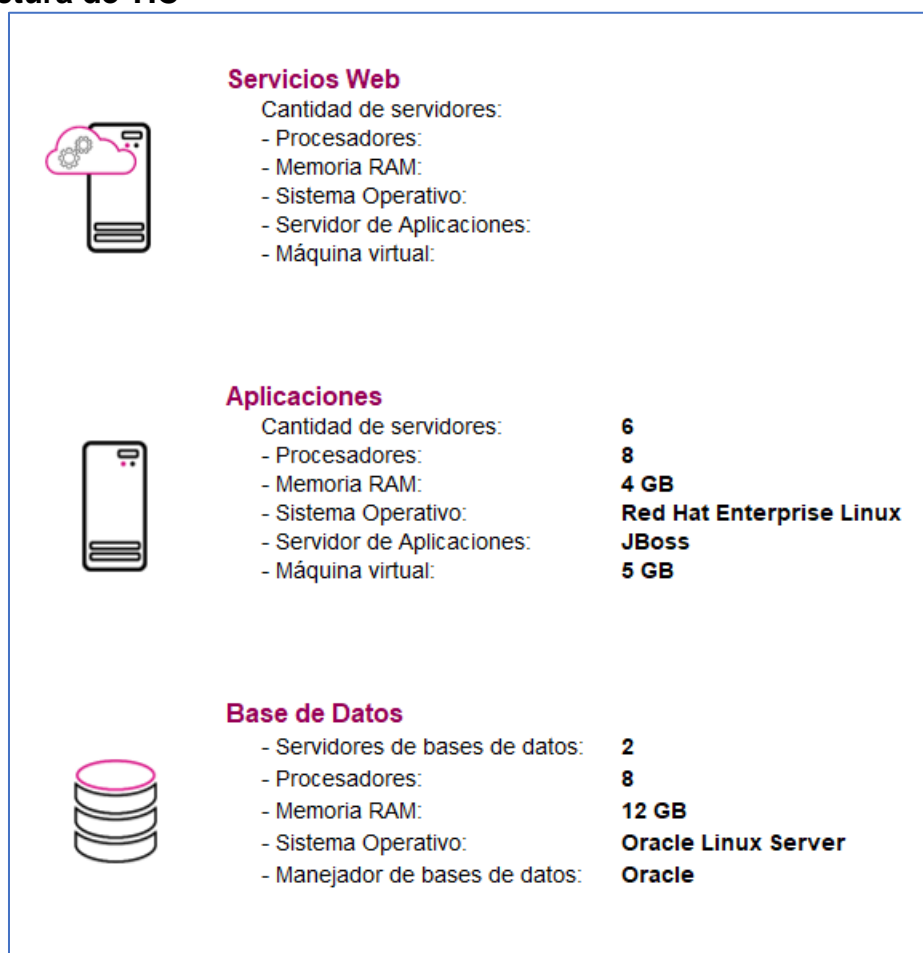 Servicios Web
Cantidad de servidores:
- Procesadores:
- Memoria RAM:
- Sistema Operativo:
- Servidor de Aplicaciones:
- Máquina virtual:
Aplicaciones
Cantidad de servidores: 6
- Procesadores: 8
- Memoria RAM: 4 GB
- Sistema Operativo: Red Hat Enterprise Linux
- Servidor de Aplicaciones: JBoss
- Máquina virtual: 5 GB
Base de Datos
- Servidores de bases de datos: 2
- Procesadores: 8
- Memoria RAM: 12 GB
- Sistema Operativo: Oracle Linux Server
- Manejador de bases de datos: Oracle